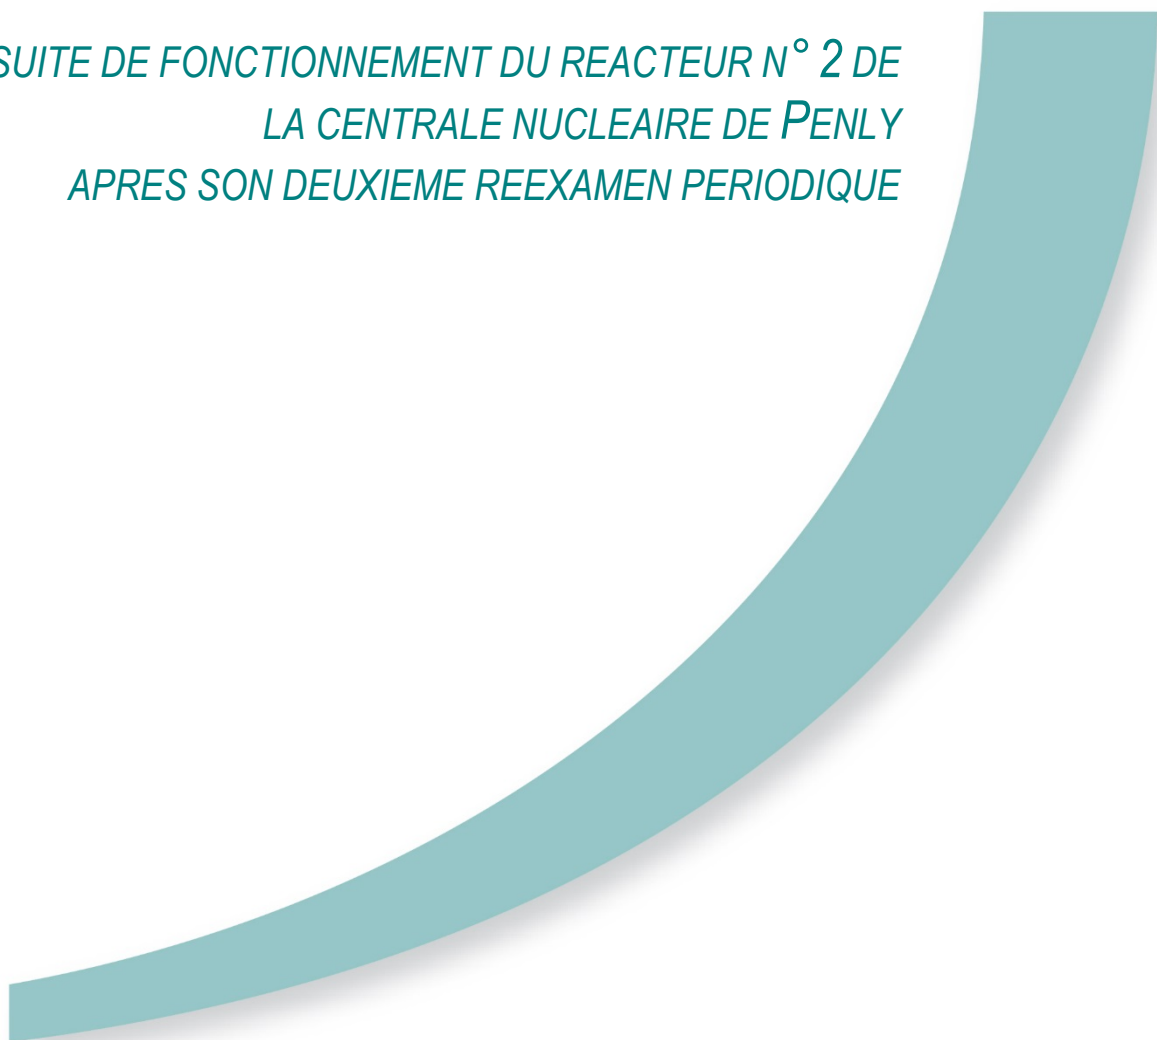 SUITE DE FONCTIONNEMENT DU REACTEUR N° 2 DE
LA CENTRALE NUCLEAIRE DE PENLY
APRES SON DEUXIEME REEXAMEN PERIODIQUE